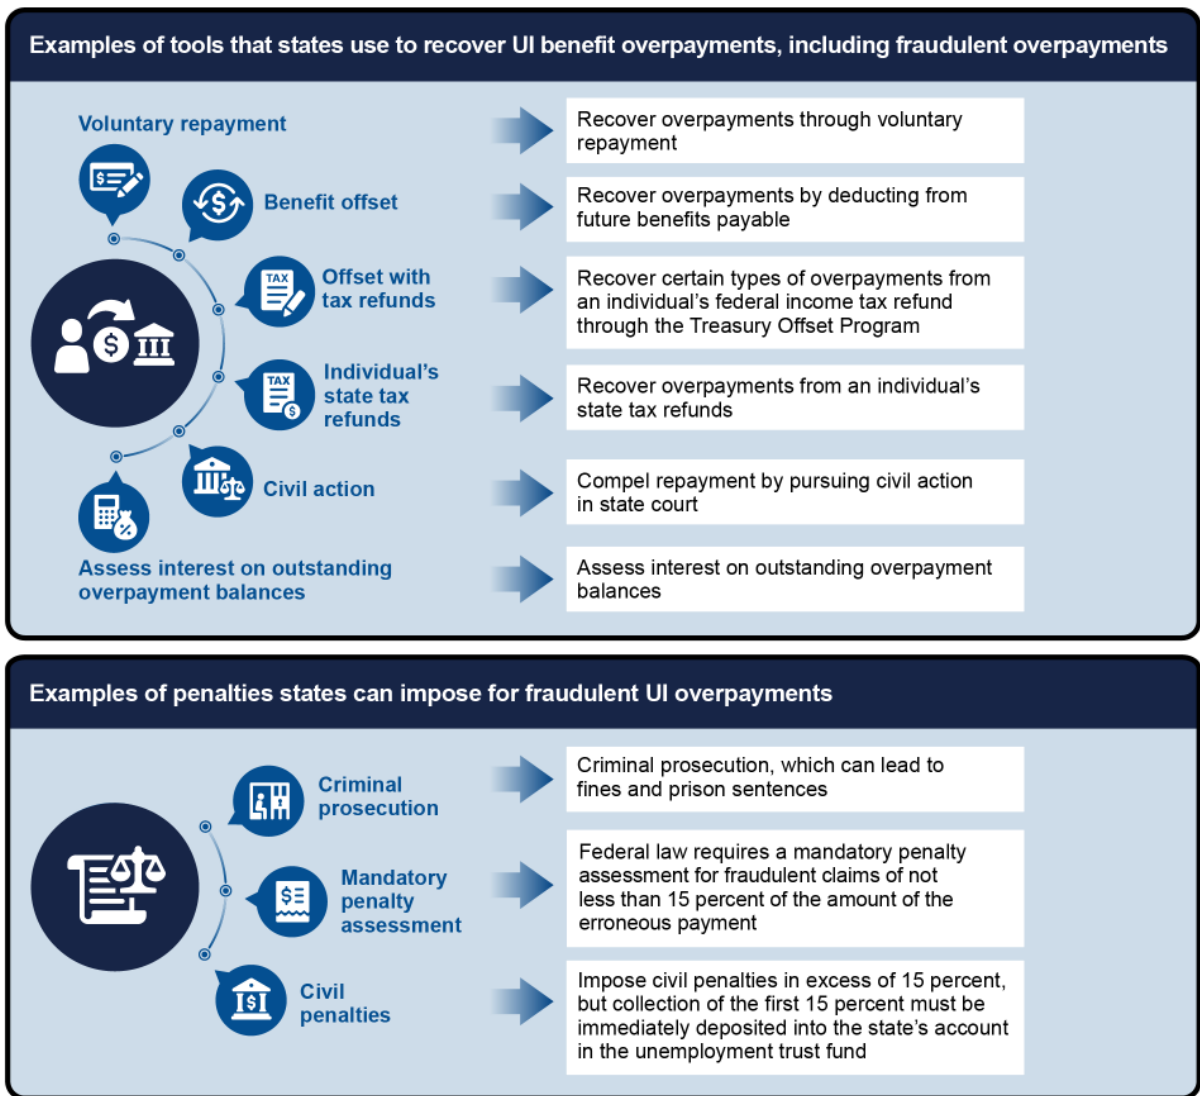 Examples of tools that states use to recover UI benefit overpayments, including fraudulent overpayments
Voluntary repayment
Recover overpayments through voluntary
repayment
Benefit offset
Recover overpayments by deducting from
future benefits payable
TAX
Offset with
tax refunds
Recover certain types of overpayments from
an individual’s federal income tax refund
through the Treasury Offset Program
TAX
Individual’s
state tax
refunds
Recover overpayments from an individual’s
state tax refunds
Civil action
Compel repayment by pursuing civil action
in state court
Assess interest on outstanding
overpayment balances
Assess interest on outstanding overpayment
balances
Examples of penalties states can impose for fraudulent UI overpayments
Criminal
prosecution
Criminal prosecution, which can lead to
fines and prison sentences
Mandatory
penalty
assessment
Federal law requires a mandatory penalty
assessment for fraudulent claims of not
less than 15 percent of the amount of the
erroneous payment
Civil
penalties
Impose civil penalties in excess of 15 percent,
but collection of the first 15 percent must be
immediately deposited into the state’s account
in the unemployment trust fund